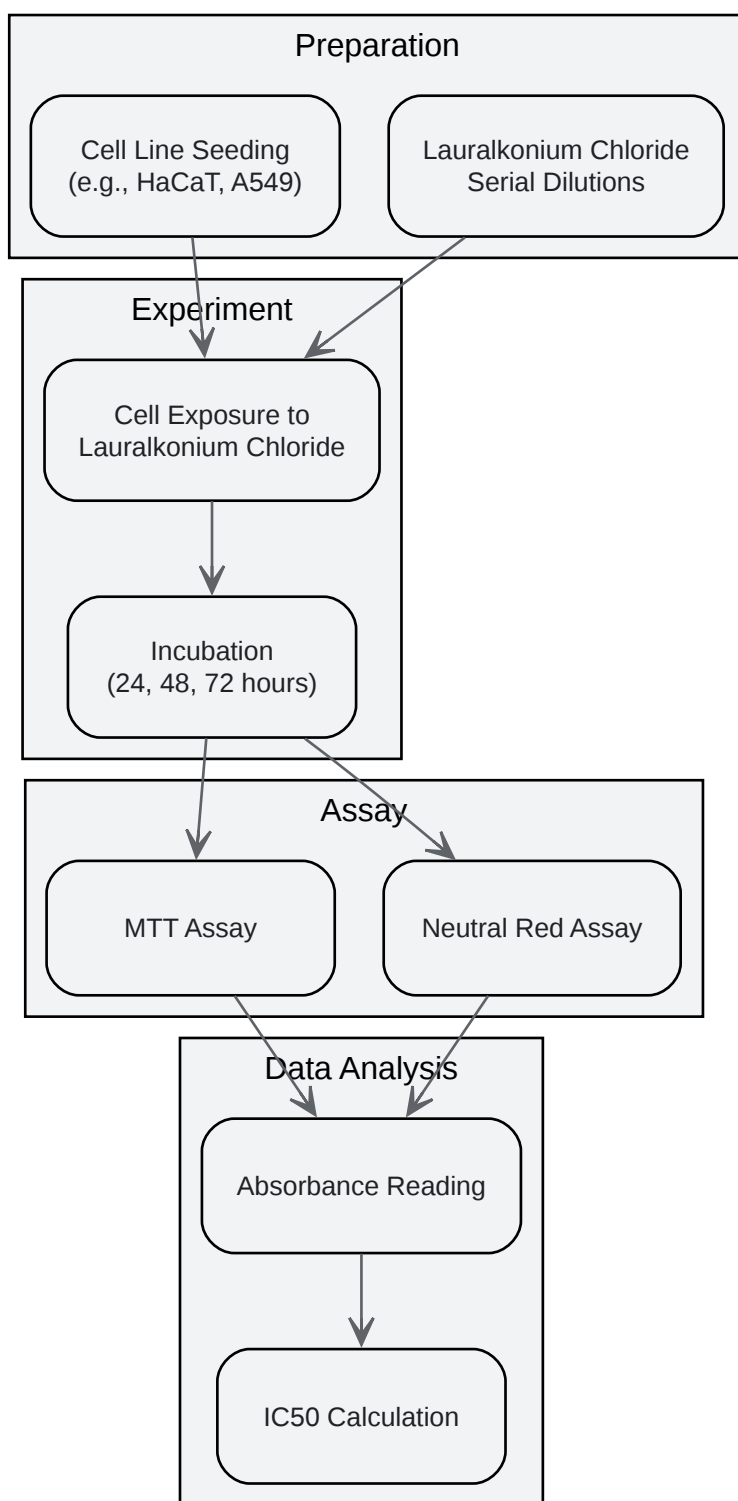 Preparation
Cell Line Seeding
(e.g., HaCaT, A549)
Lauralkonium Chloride
Serial Dilutions
Experiment
Cell Exposure to
Lauralkonium Chloride
Incubation
(24, 48, 72 hours)
Assay
MTT Assay
Neutral Red Assay
Data Analysis
Absorbance Reading
IC50 Calculation